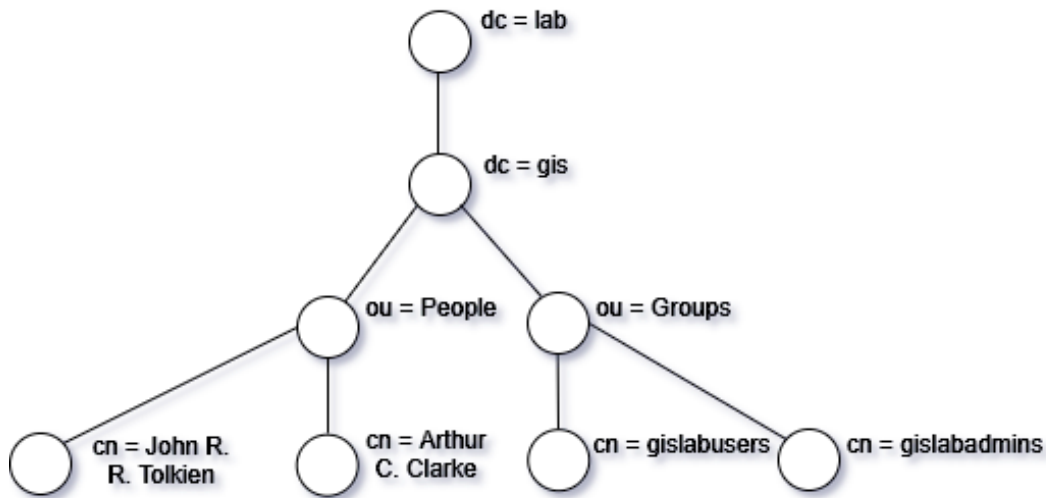 dc = lab
dc = gis
ou = People
ou = Groups
cn = John R.
R. Tolkien
cn = Arthur
C. Clarke
cn = gislabusers
cn = gislabadmins